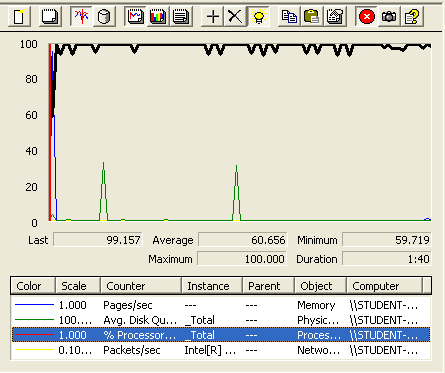 100
80
60
40
20
0
Last 99.157 Average 60.656 Minimum 59.719
Maximum 100.000 Duration 1:40
Color Scale Counter Instance Parent Object Computer
1.000 Pages/sec --- --- Memory \\STUDENT-...
100.... Avg. Disk Qu... _Total --- Physic... \\STUDENT-...
1.000 % Processor... _Total --- Proces... \\STUDENT-...
0.10... Packets/sec Intel[R] ... --- Netwo... \\STUDENT-...